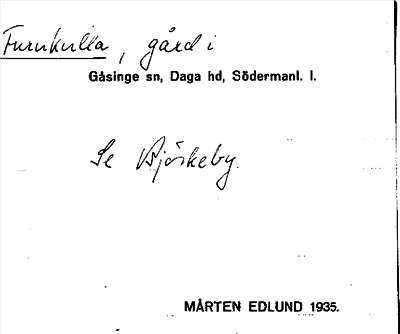 Furukulla, gård i
Gåsinge sn, Daga hd, Södermanl. l.
Se Björkeby.
MÅRTEN EDLUND 1935.